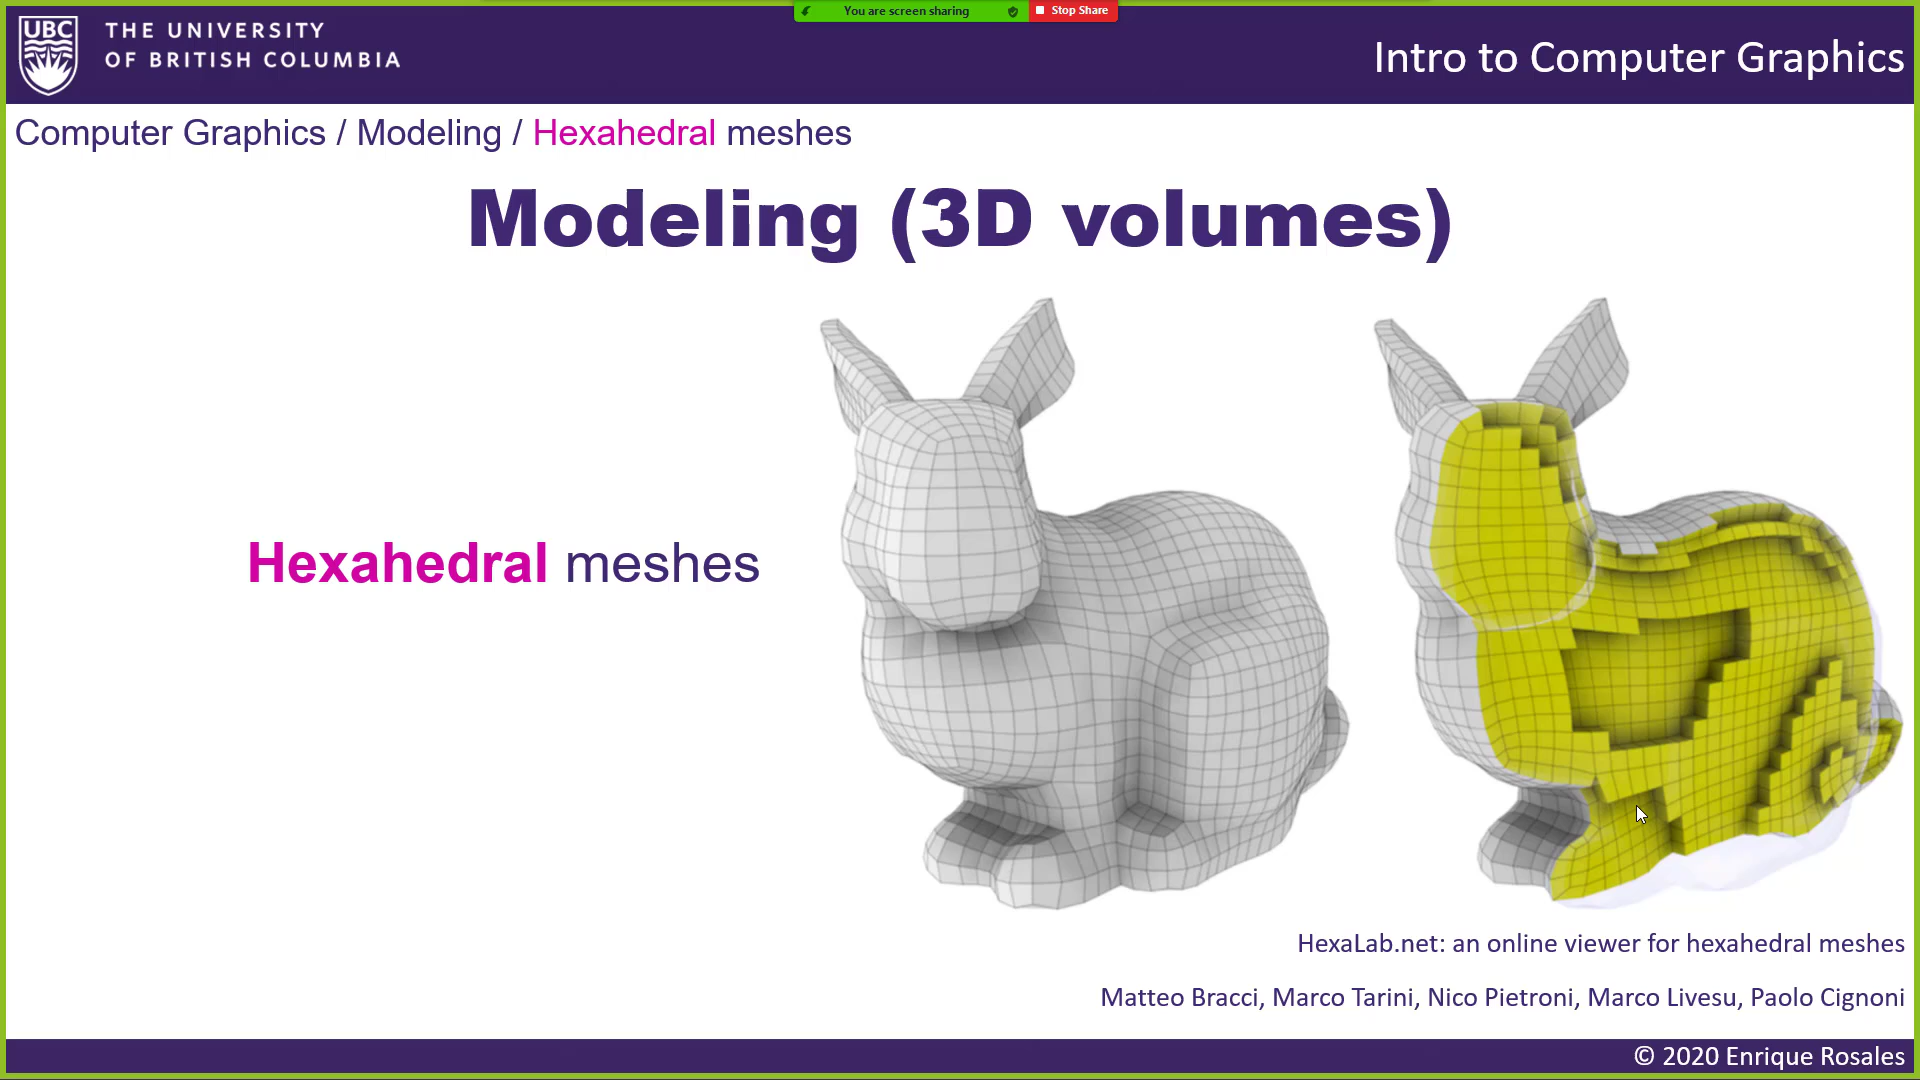 You are screen sharing
Stop Share
UBC
THE UNIVERSITY
OF BRITISH COLUMBIA
Intro to Computer Graphics
Computer Graphics / Modeling / Hexahedral meshes
Modeling (3D volumes)
Hexahedral meshes
HexaLab.net: an online viewer for hexahedral meshes
Matteo Bracci, Marco Tarini, Nico Pietroni, Marco Livesu, Paolo Cignoni
© 2020 Enrique Rosales